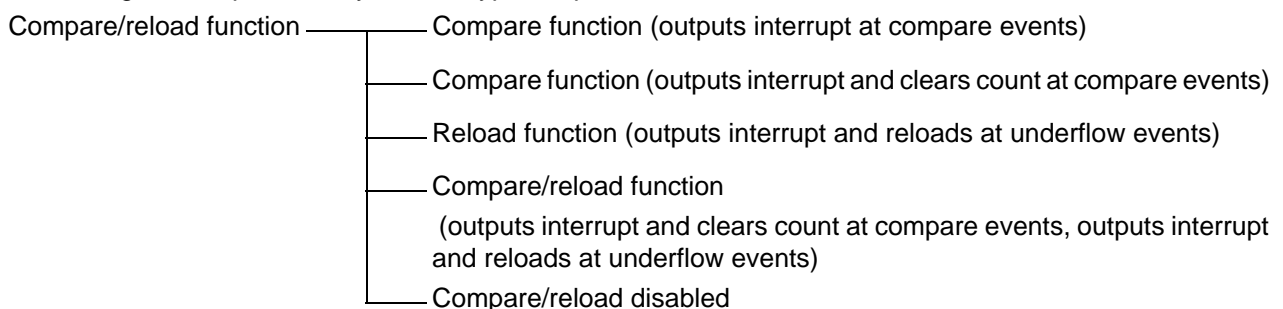 Compare/reload function
Compare function (outputs interrupt at compare events)
Compare function (outputs interrupt and clears count at compare events)
Reload function (outputs interrupt and reloads at underflow events)
Compare/reload function
(outputs interrupt and clears count at compare events, outputs interrupt
and reloads at underflow events)
Compare/reload disabled